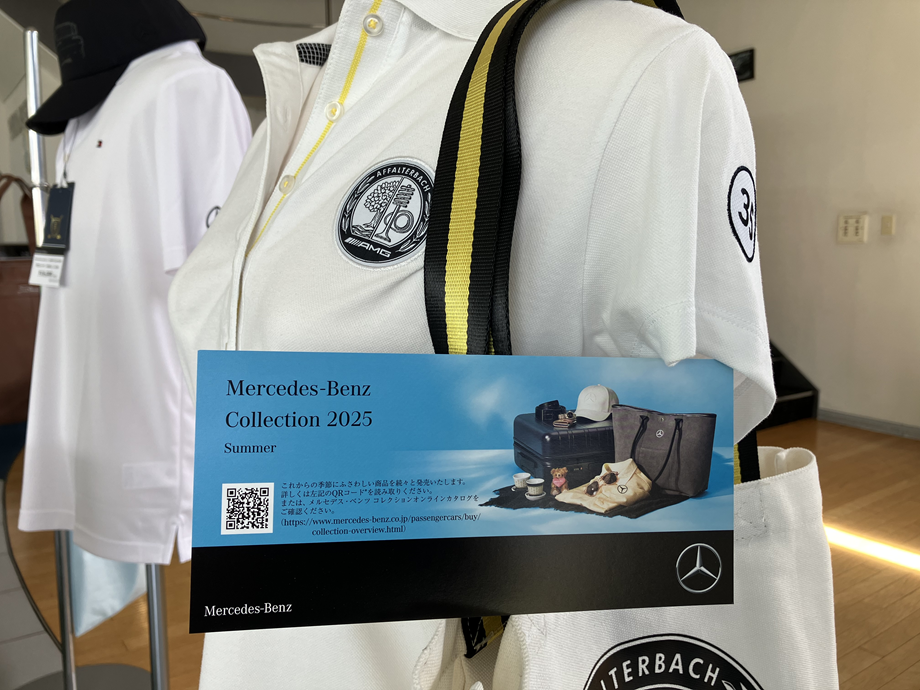 AFFALTERBACH
AMG
Mercedes-Benz
Collection 2025
Summer
これからの季節にふさわしい商品を続々と発売いたします。
詳しくは左記のQRコード*を読み取りください。
または、メルセデス・ベンツ コレクションオンラインカタログを
ご確認ください。
(https://www.mercedes-benz.co.jp/passengercars/buy/
collection-overview.html)
Mercedes-Benz